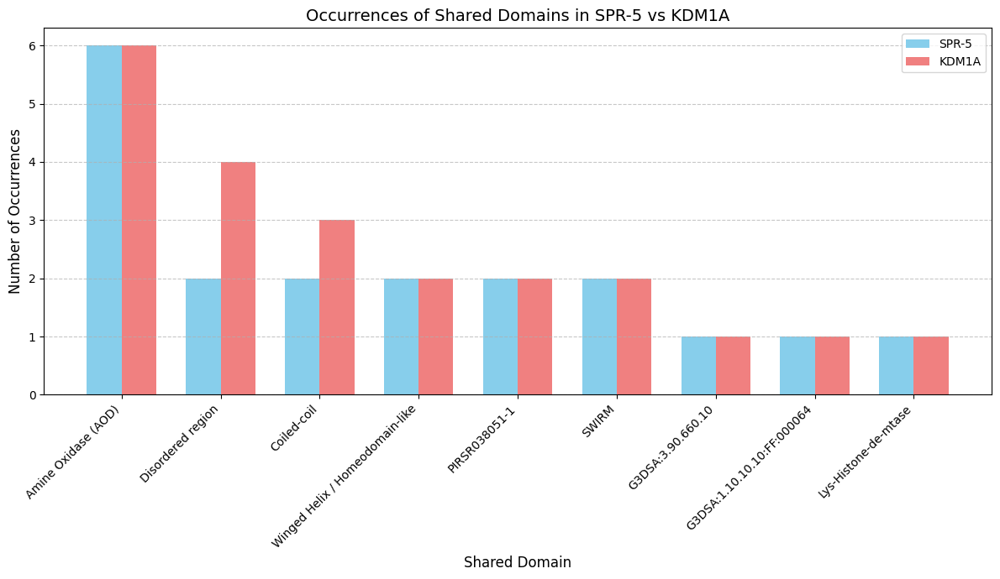 Occurrences of Shared Domains in SPR-5 vs KDM1A
SPR-5
KDM1A
Number of Occurrences
6
5
4
3
2
1
0
Amine Oxidase (AOD)
Disordered region
Coiled-coil
Winged Helix / Homeodomain-like
PIRSR038051-1
SWIRM
G3DSA:3.90.660.10
G3DSA:1.10.10.10:FF:000064
Lys-Histone-de-mtase
Shared Domain